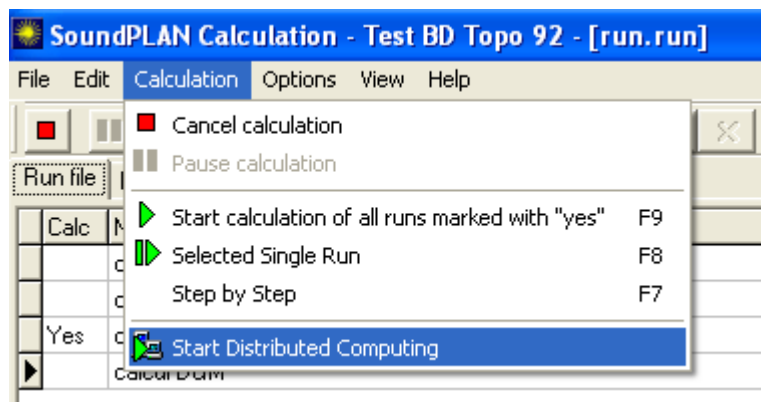 SoundPLAN Calculation - Test BD Topo 92 - [run.run]
File Edit Calculation Options View Help
Cancel calculation
Pause calculation
Run file
Start calculation of all runs marked with "yes" F9
Calc
Selected Single Run F8
Step by Step F7
Yes
Start Distributed Computing
calcul DGM